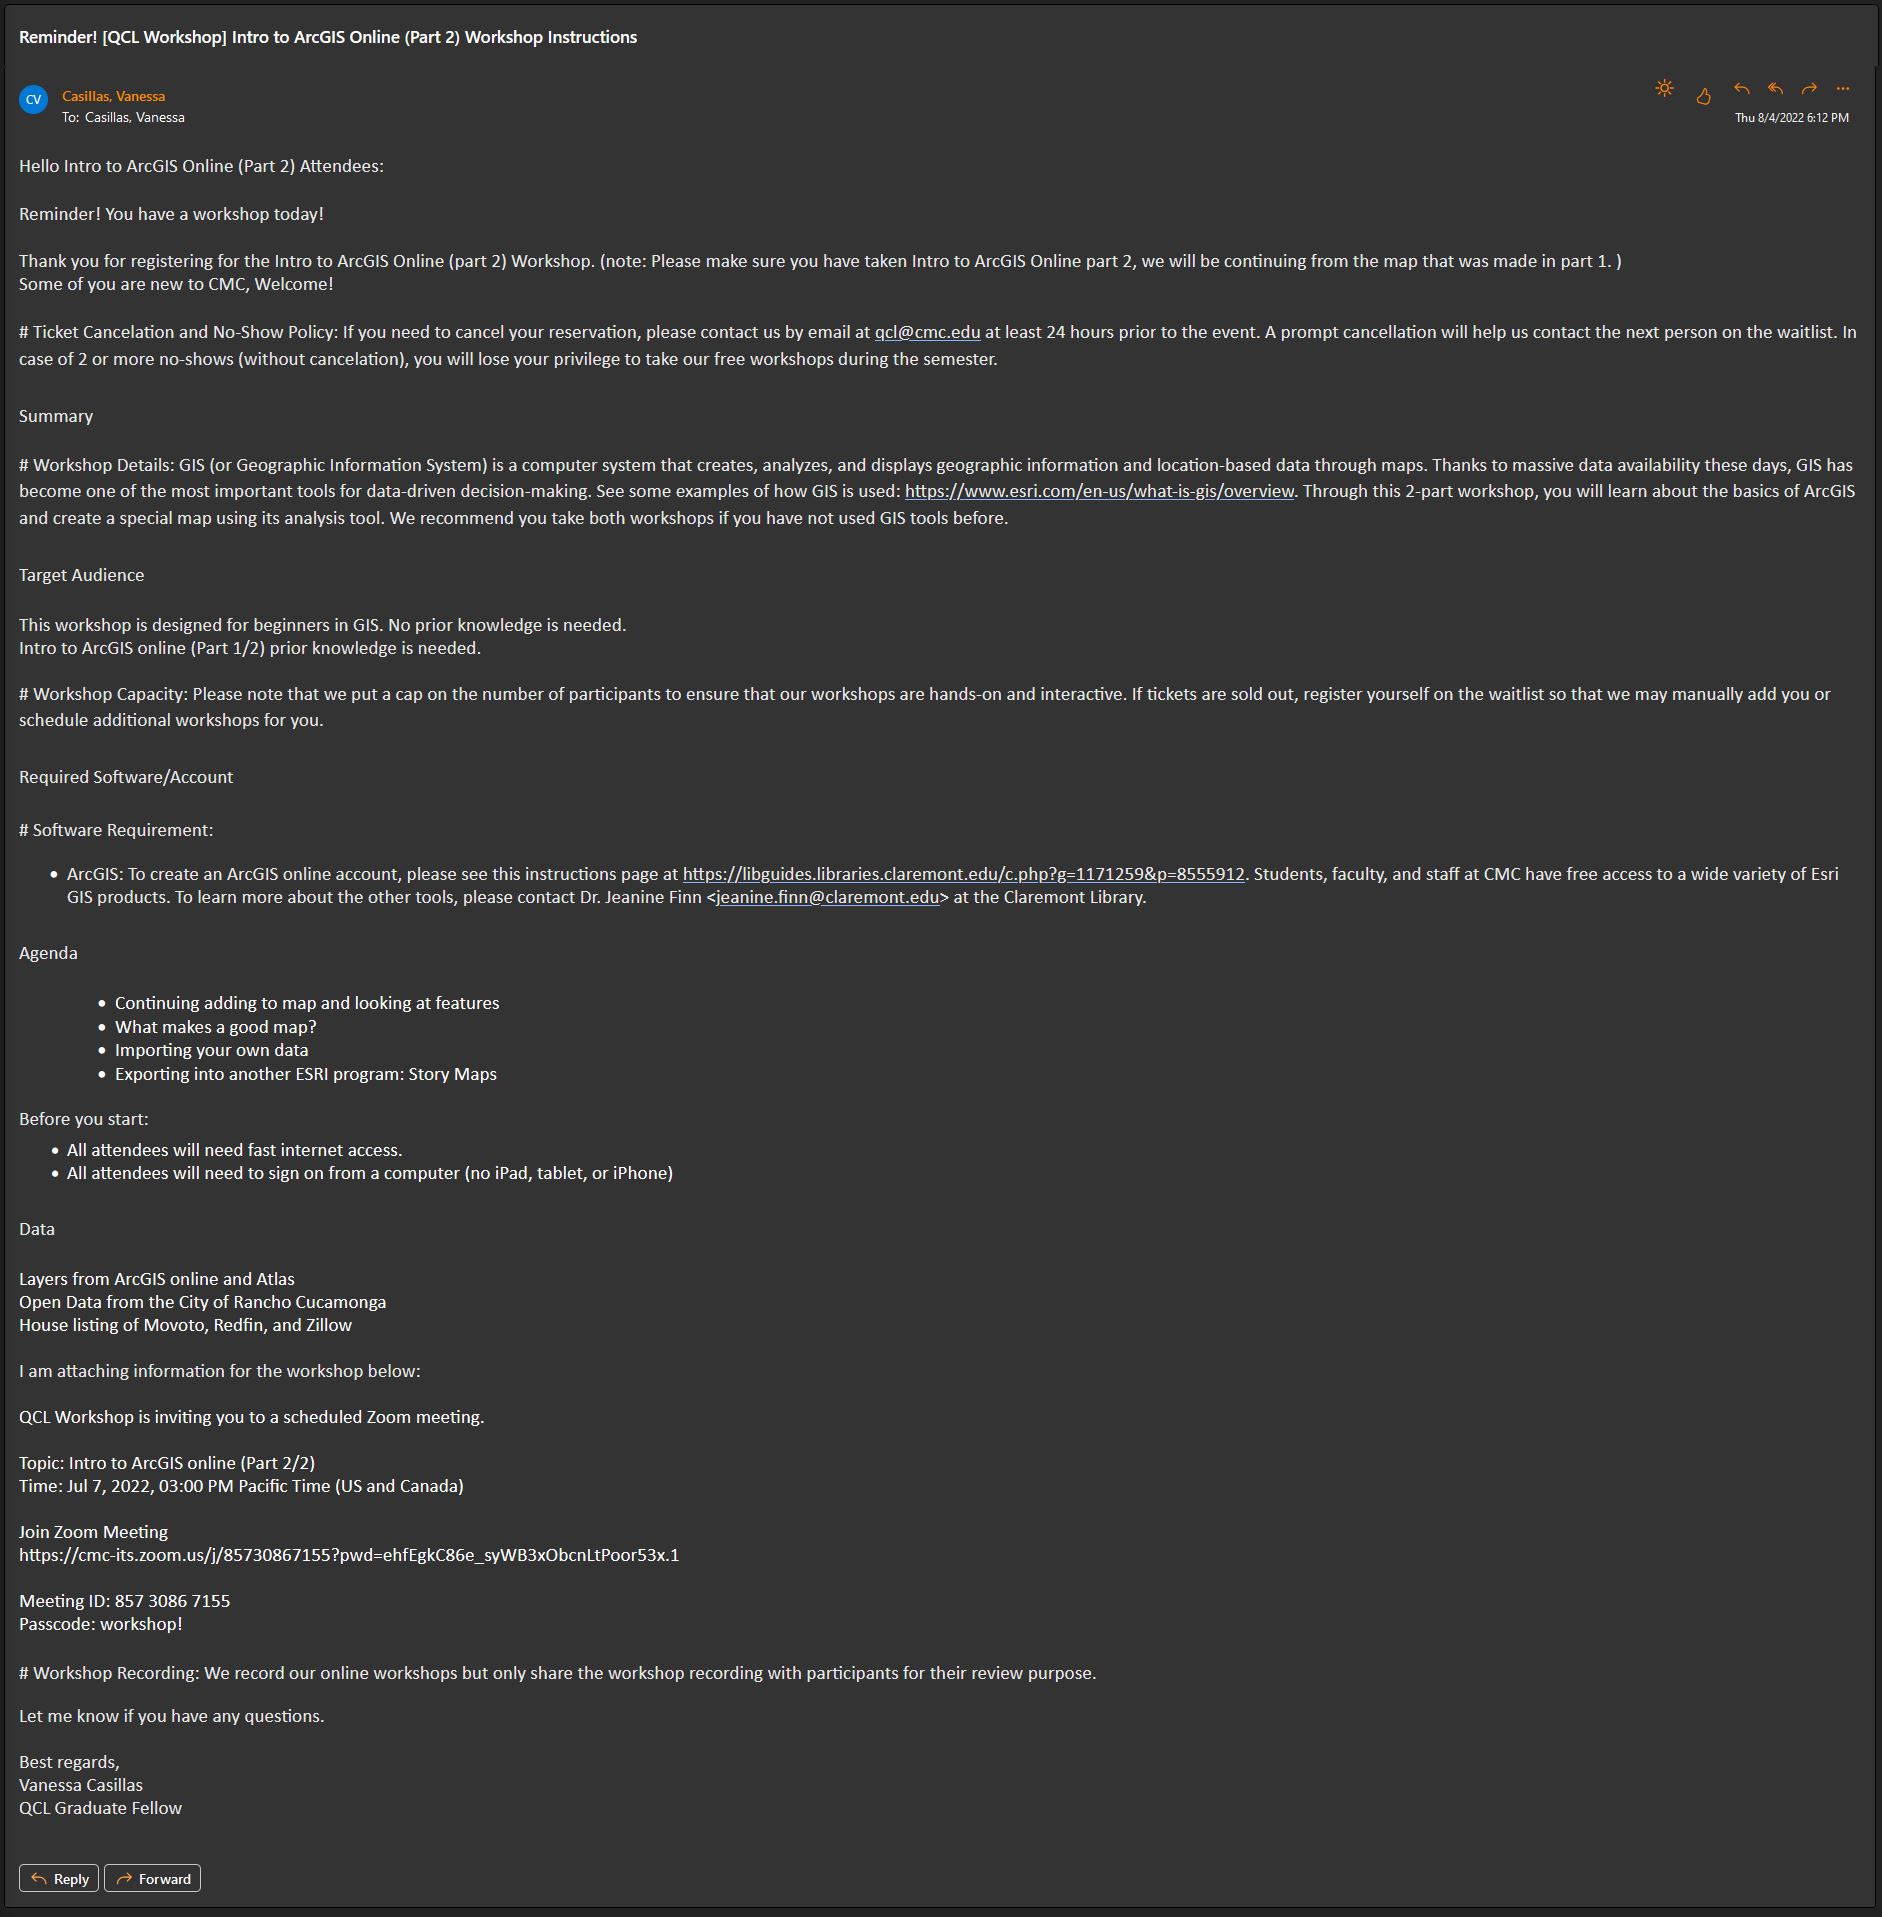 Reminder! [QCL Workshop] Intro to ArcGIS Online (Part 2) Workshop Instructions
CV
Casillas, Vanessa
To: Casillas, Vanessa
Thu 8/4/2022 6:12 PM
Hello Intro to ArcGIS Online (Part 2) Attendees:
Reminder! You have a workshop today!
Thank you for registering for the Intro to ArcGIS Online (part 2) Workshop. (note: Please make sure you have taken Intro to ArcGIS Online part 2, we will be continuing from the map that was made in part 1. )
Some of you are new to CMC, Welcome!
# Ticket Cancelation and No-Show Policy: If you need to cancel your reservation, please contact us by email at qcl@cmc.edu at least 24 hours prior to the event. A prompt cancellation will help us contact the next person on the waitlist. In
case of 2 or more no-shows (without cancelation), you will lose your privilege to take our free workshops during the semester.
Summary
# Workshop Details: GIS (or Geographic Information System) is a computer system that creates, analyzes, and displays geographic information and location-based data through maps. Thanks to massive data availability these days, GIS has
become one of the most important tools for data-driven decision-making. See some examples of how GIS is used: https://www.esri.com/en-us/what-is-gis/overview. Through this 2-part workshop, you will learn about the basics of ArcGIS
and create a special map using its analysis tool. We recommend you take both workshops if you have not used GIS tools before.
Target Audience
This workshop is designed for beginners in GIS. No prior knowledge is needed.
Intro to ArcGIS online (Part 1/2) prior knowledge is needed.
# Workshop Capacity: Please note that we put a cap on the number of participants to ensure that our workshops are hands-on and interactive. If tickets are sold out, register yourself on the waitlist so that we may manually add you or
schedule additional workshops for you.
Required Software/Account
# Software Requirement:
• ArcGIS: To create an ArcGIS online account, please see this instructions page at https://libguides.libraries.claremont.edu/c.php?g=1171259&p=8555912. Students, faculty, and staff at CMC have free access to a wide variety of Esri
GIS products. To learn more about the other tools, please contact Dr. Jeanine Finn <jeanine.finn@claremont.edu> at the Claremont Library.
Agenda
• Continuing adding to map and looking at features
• What makes a good map?
• Importing your own data
• Exporting into another ESRI program: Story Maps
Before you start:
• All attendees will need fast internet access.
• All attendees will need to sign on from a computer (no iPad, tablet, or iPhone)
Data
Layers from ArcGIS online and Atlas
Open Data from the City of Rancho Cucamonga
House listing of Movoto, Redfin, and Zillow
I am attaching information for the workshop below:
QCL Workshop is inviting you to a scheduled Zoom meeting.
Topic: Intro to ArcGIS online (Part 2/2)
Time: Jul 7, 2022, 03:00 PM Pacific Time (US and Canada)
Join Zoom Meeting
https://cmc-its.zoom.us/j/85730867155?pwd=ehfEgkC86e_syWB3xObcnLtPoor53x.1
Meeting ID: 857 3086 7155
Passcode: workshop!
# Workshop Recording: We record our online workshops but only share the workshop recording with participants for their review purpose.
Let me know if you have any questions.
Best regards,
Vanessa Casillas
QCL Graduate Fellow
Reply
Forward